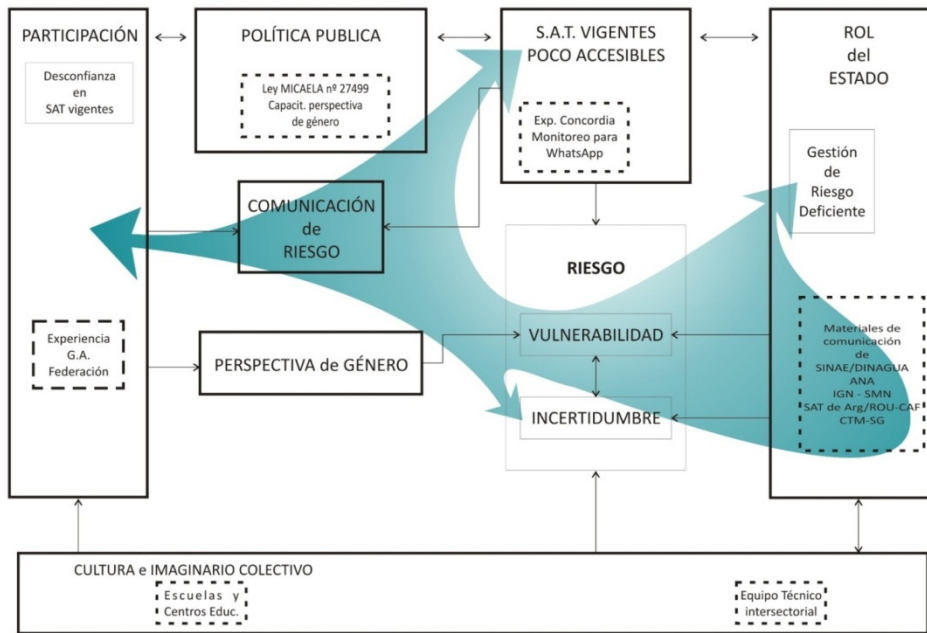 PARTICIPACIÓN
Desconfianza
en
SAT vigentes
Experiencia
G.A.
Federación
POLÍTICA PUBLICA
Ley MICAELA nº 27499
Capacit. perspectiva
de género
COMUNICACIÓN
de
RIESGO
PERSPECTIVA de GÉNERO
S.A.T. VIGENTES
POCO ACCESIBLES
Exp. Concordia
Monitoreo para
WhatsApp
RIESGO
VULNERABILIDAD
INCERTIDUMBRE
ROL
del
ESTADO
Gestión
de
Riesgo
Deficiente
Materiales de
comunicación
de
SINAE/DINAGUA
ANA
IGN - SMN
SAT de Arg/ROU-CAF
CTM-SG
CULTURA e IMAGINARIO COLECTIVO
Escuelas y
Centros Educ.
Equipo Técnico
intersectorial